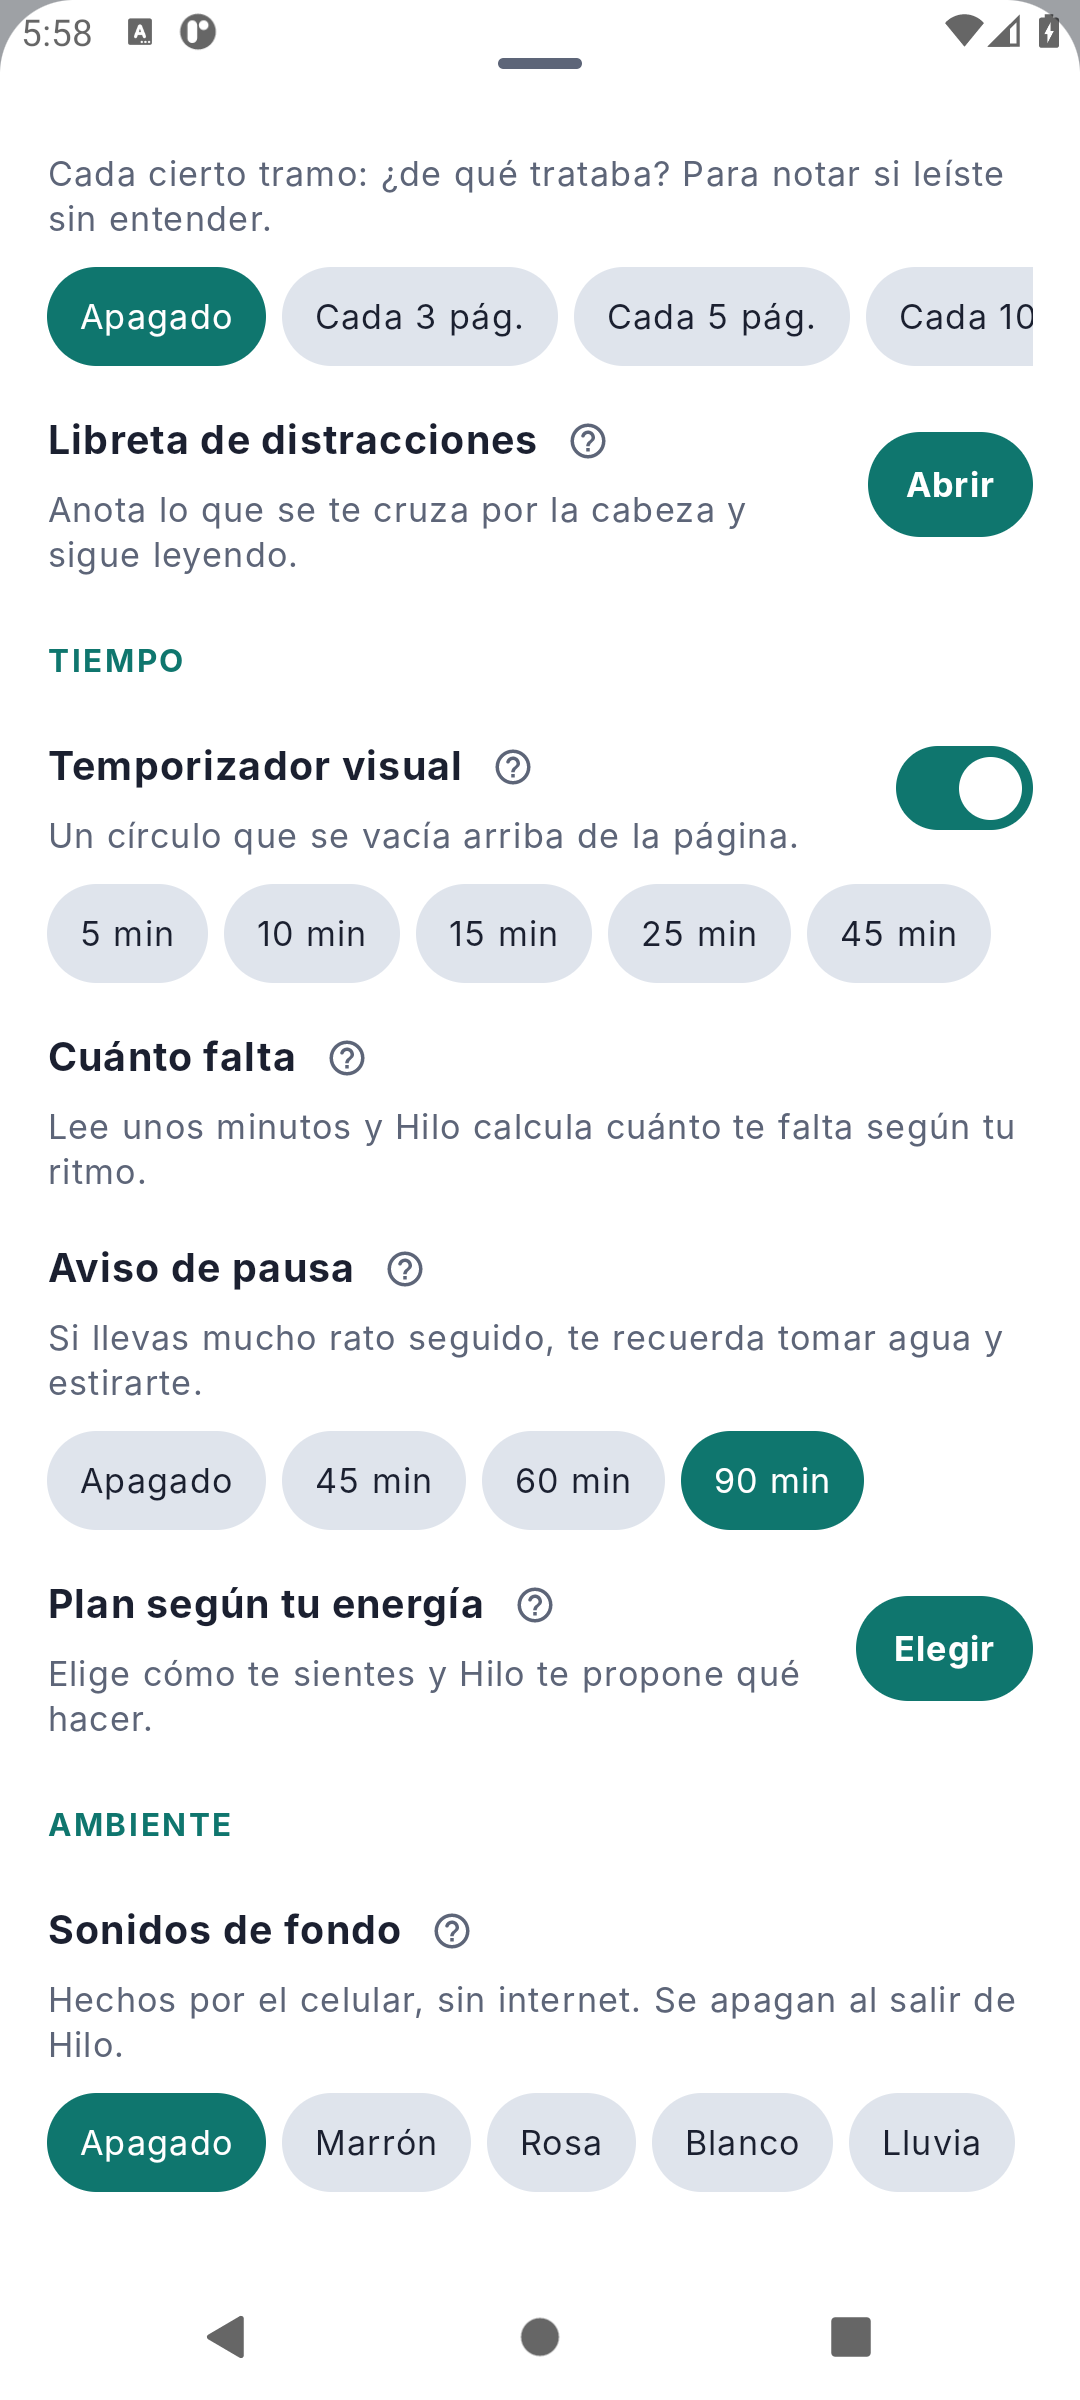 5:58
Cada cierto tramo: ¿de qué trataba? Para notar si leíste
sin entender.
Apagado
Cada 3 pág.
Cada 5 pág.
Cada 10
Libreta de distracciones
Abrir
Anota lo que se te cruza por la cabeza y
sigue leyendo.
TIEMPO
Temporizador visual
Un círculo que se vacía arriba de la página.
5 min
10 min
15 min
25 min
45 min
Cuánto falta
Lee unos minutos y Hilo calcula cuánto te falta según tu
ritmo.
Aviso de pausa
Si llevas mucho rato seguido, te recuerda tomar agua y
estirarte.
Apagado
45 min
60 min
90 min
Plan según tu energía
Elegir
Elige cómo te sientes y Hilo te propone qué
hacer.
AMBIENTE
Sonidos de fondo
Hechos por el celular, sin internet. Se apagan al salir de
Hilo.
Apagado
Marrón
Rosa
Blanco
Lluvia